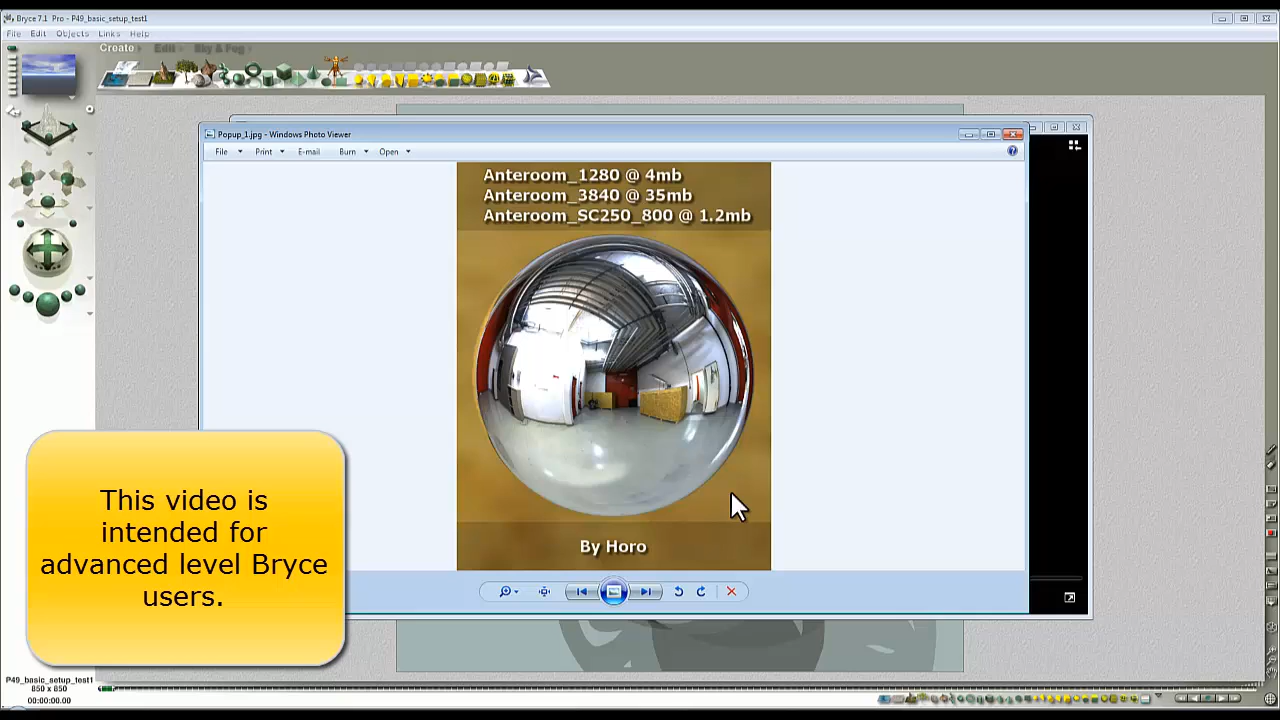 Bryce 7.1 Pro - P49_basic_setup_test1
File Edit Objects Links Help
Create Edit Sky & Fog
Popup_1.jpg - Windows Photo Viewer
File Print E-mail Burn Open
Anteroom_1280 @ 4mb
Anteroom_3840 @ 35mb
Anteroom_SC250_800 @ 1.2mb
By Horo
This video is
intended for
advanced level Bryce
users.
P49_basic_setup_test1
850 x 850
00:00:00.00